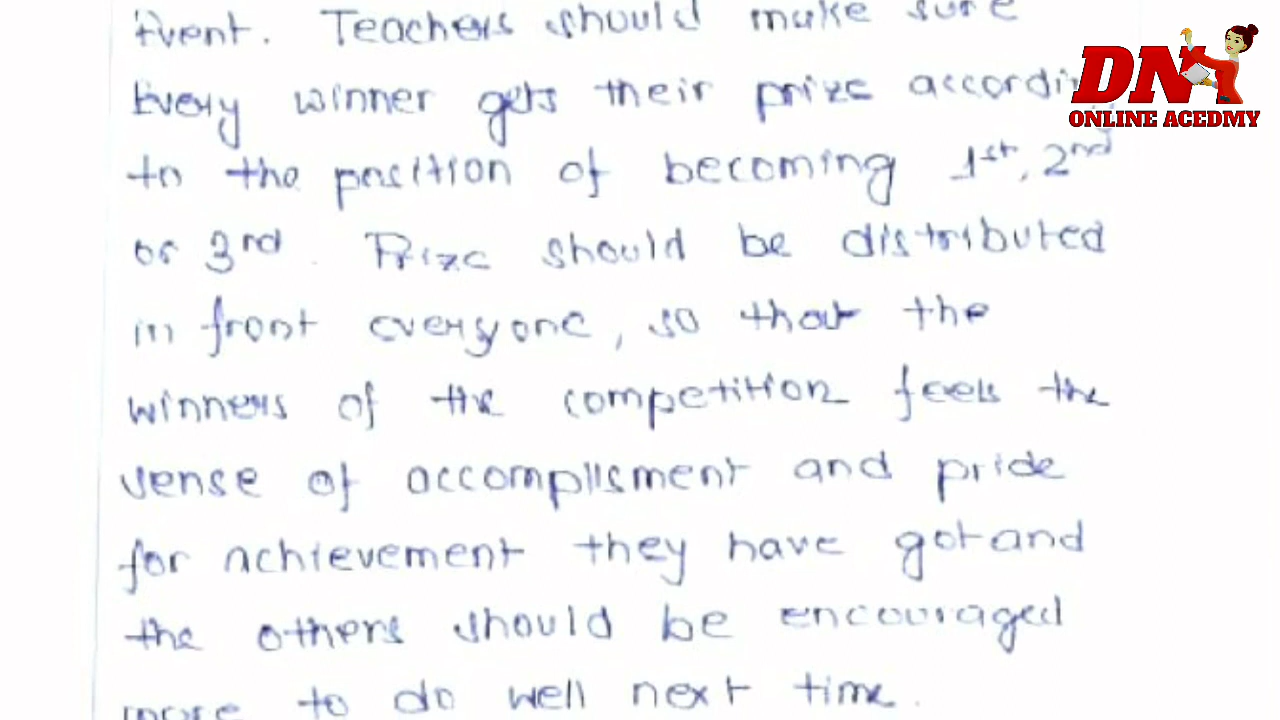 Event. Teachers should make sure
Every winner gets their prize accordin
to the position of becoming 1st, 2nd
or 3rd. Prize should be distributed
in front everyone, so that the
winners of the competition feels the
sense of accomplisment and pride
for achievement they have got and
the others should be encouraged
more to do well next time.
DNA
ONLINE ACEDMY